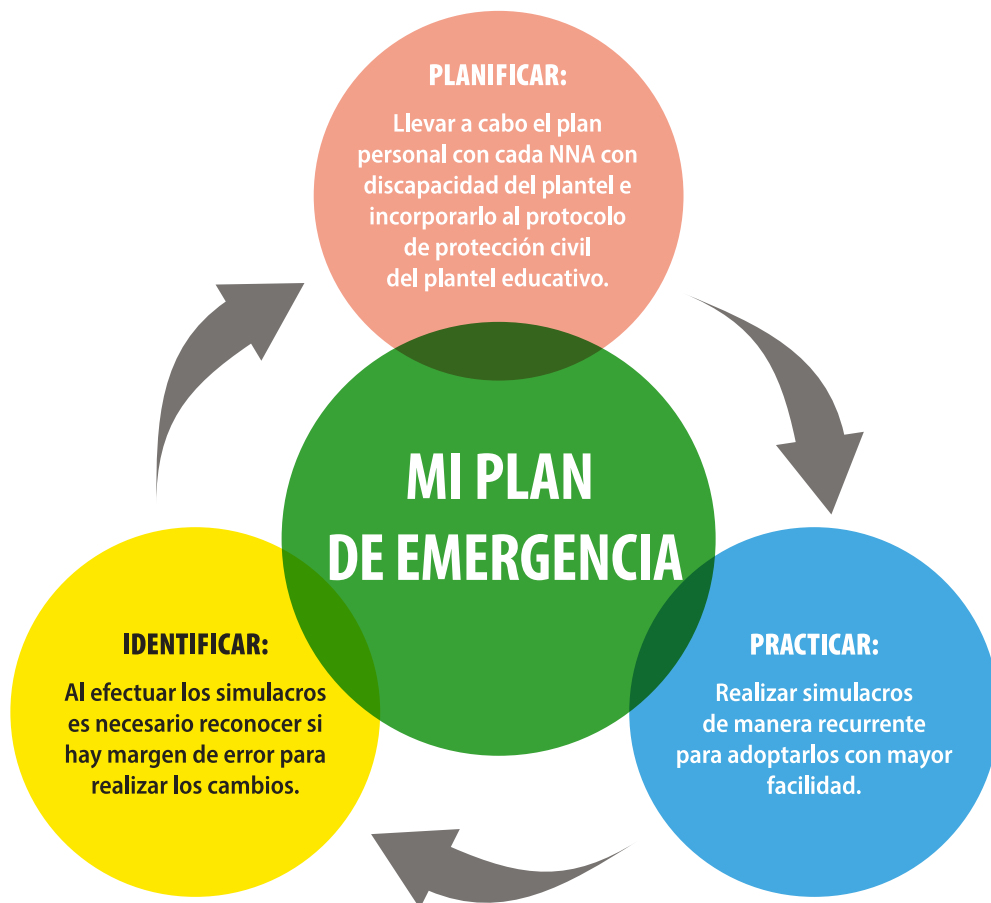 PLANIFICAR:
Llevar a cabo el plan
personal con cada NNA con
discapacidad del plantel e
incorporarlo al protocolo
de protección civil
del plantel educativo.
MI PLAN
DE EMERGENCIA
IDENTIFICAR:
Al efectuar los simulacros
es necesario reconocer si
hay margen de error para
realizar los cambios.
PRACTICAR:
Realizar simulacros
de manera recurrente
para adoptarlos con mayor
facilidad.